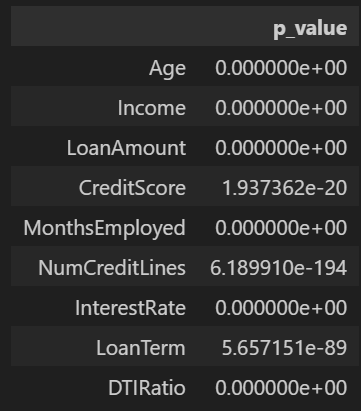 p_value
Age 0.000000e+00
Income 0.000000e+00
LoanAmount 0.000000e+00
CreditScore 1.937362e-20
MonthsEmployed 0.000000e+00
NumCreditLines 6.189910e-194
InterestRate 0.000000e+00
LoanTerm 5.657151e-89
DTIRatio 0.000000e+00